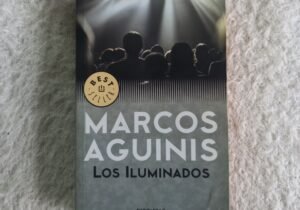 BEST
SELLER
MARCOS
AGUINIS
LOS ILUMINADOS